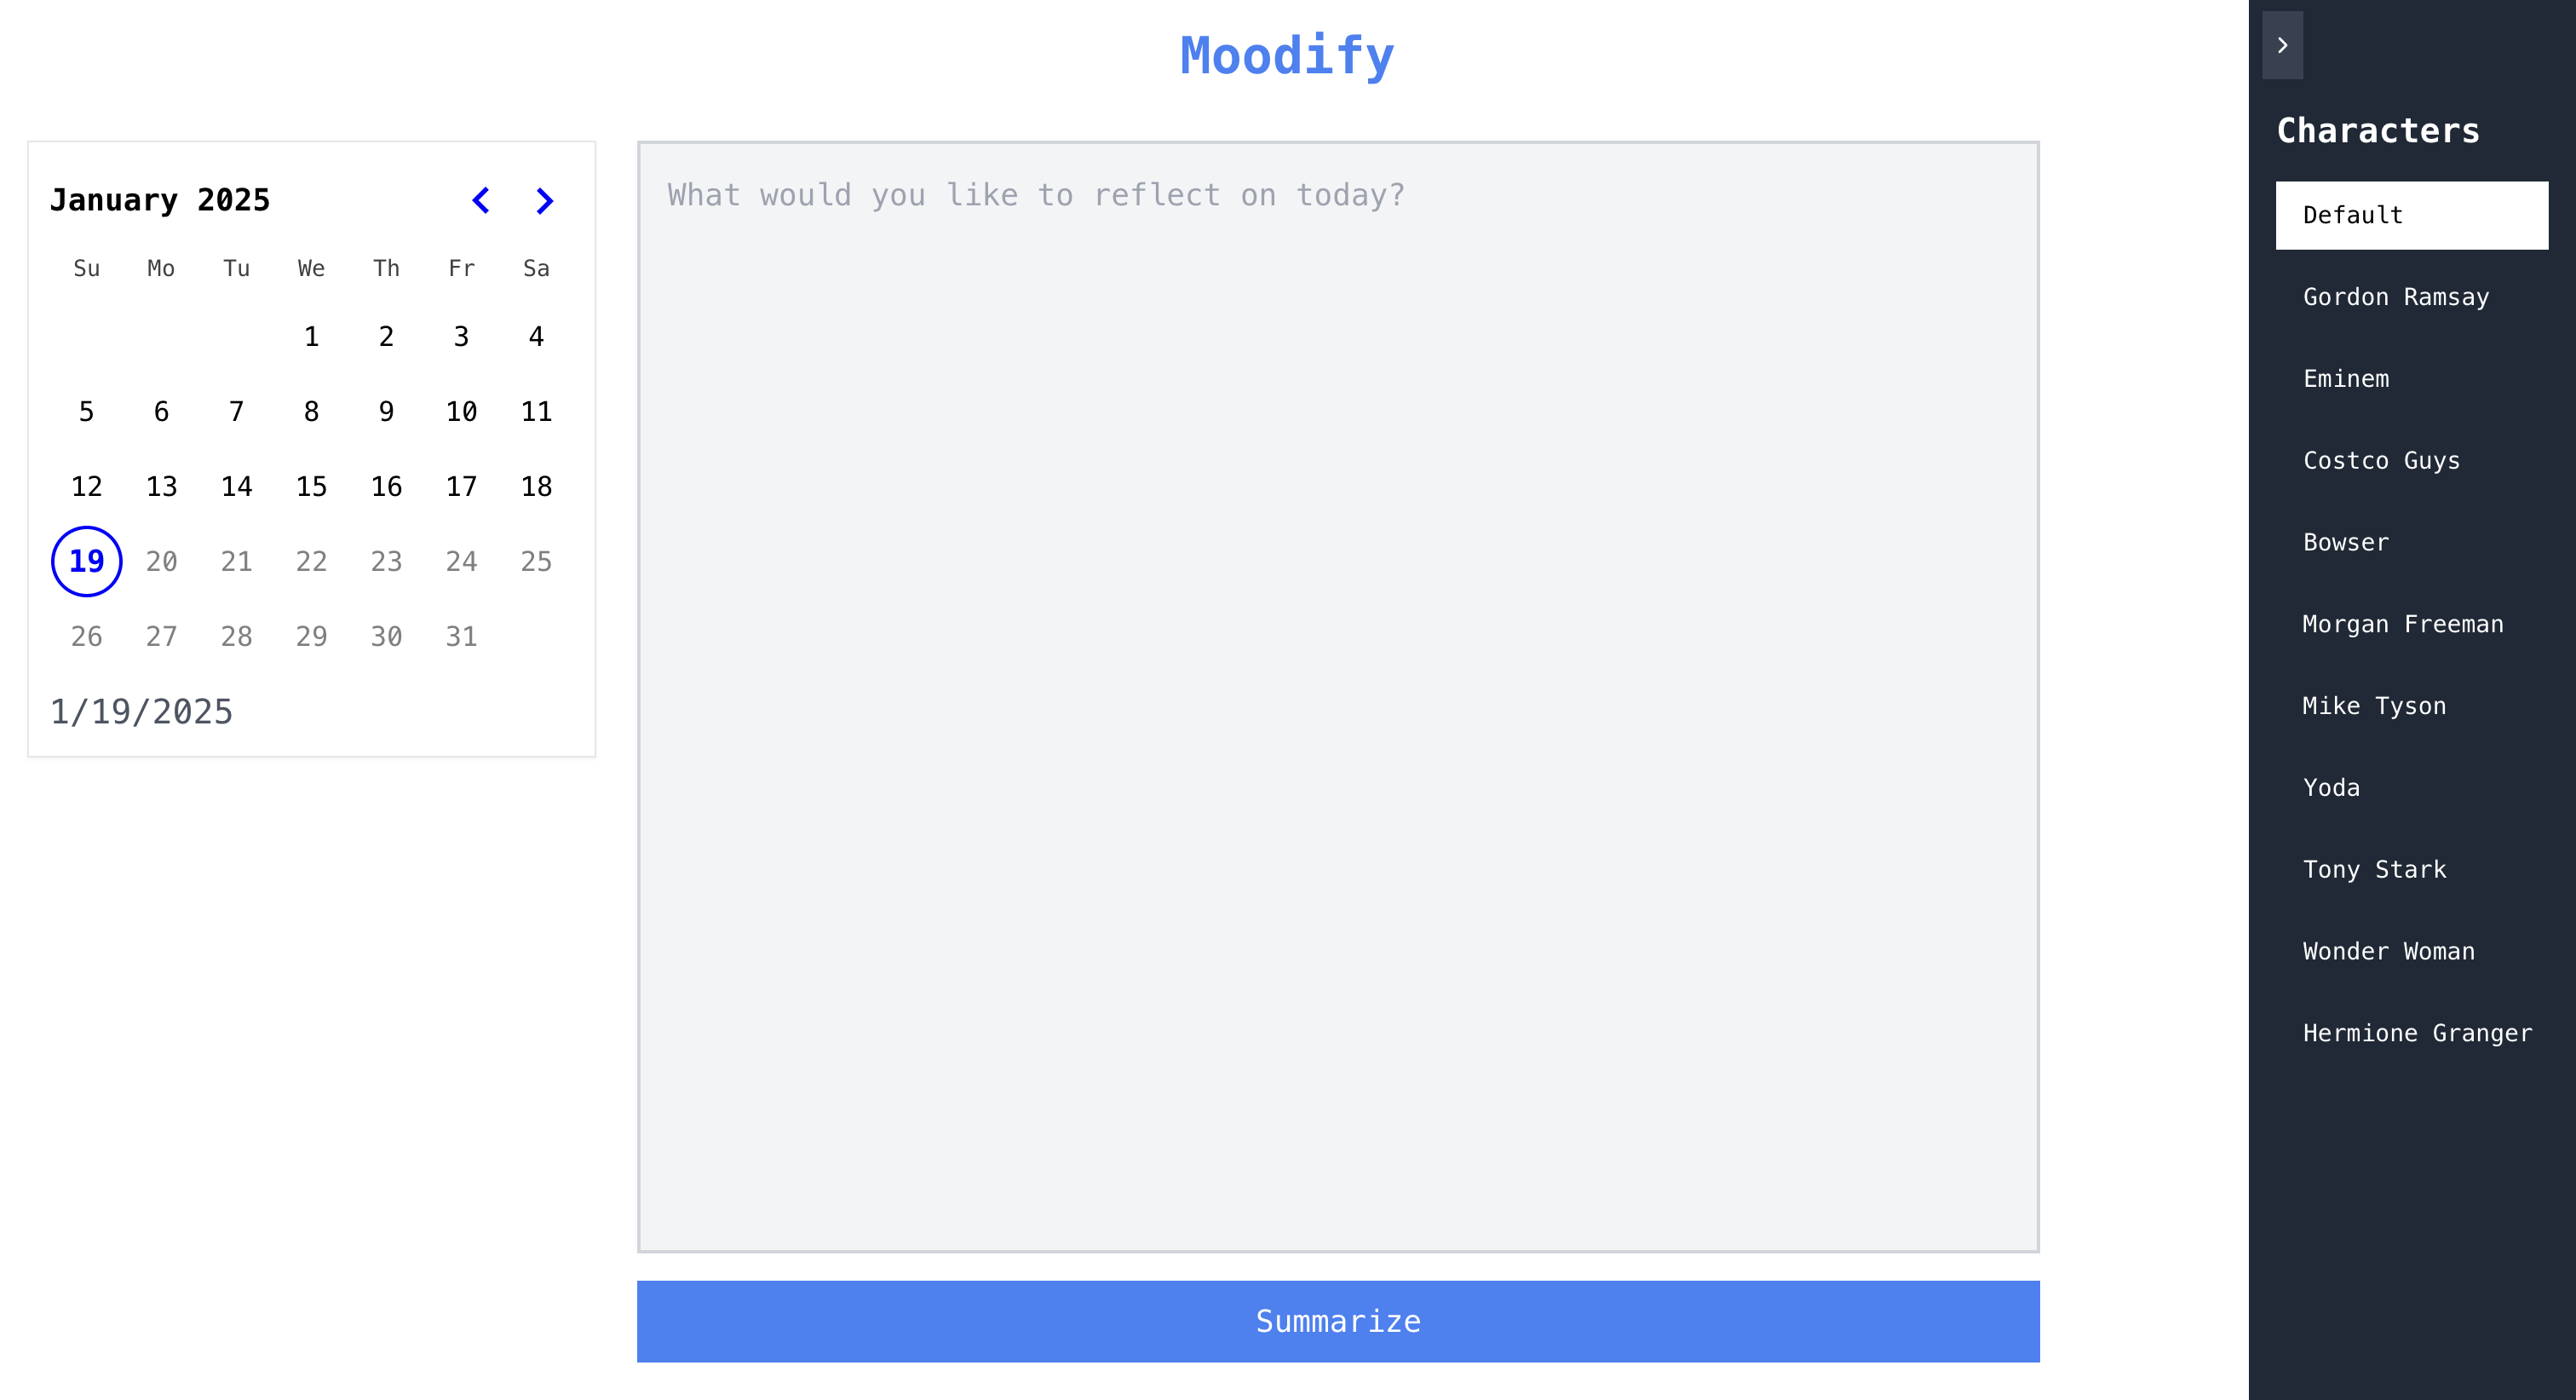 Moodify
January 2025
Su Mo Tu We Th Fr Sa
1 2 3 4
5 6 7 8 9 10 11
12 13 14 15 16 17 18
19 20 21 22 23 24 25
26 27 28 29 30 31
1/19/2025
What would you like to reflect on today?
Summarize
Characters
Default
Gordon Ramsay
Eminem
Costco Guys
Bowser
Morgan Freeman
Mike Tyson
Yoda
Tony Stark
Wonder Woman
Hermione Granger